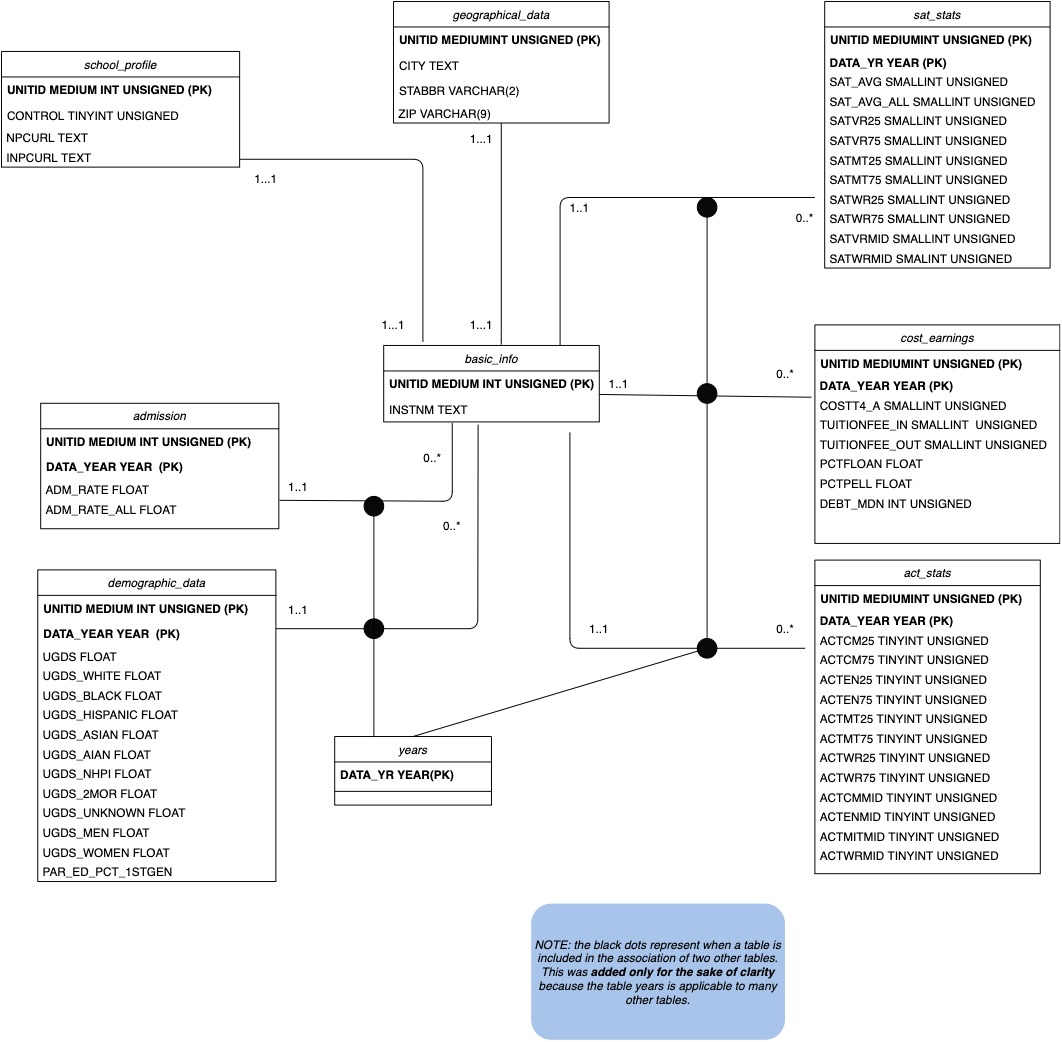 geographical_data
UNITID MEDIUMINT UNSIGNED (PK)
CITY TEXT
STABBR VARCHAR(2)
ZIP VARCHAR(9)
1...1
sat_stats
UNITID MEDIUMINT UNSIGNED (PK)
DATA_YR YEAR (PK)
SAT_AVG SMALLINT UNSIGNED
SAT_AVG_ALL SMALLINT UNSIGNED
SATVR25 SMALLINT UNSIGNED
SATVR75 SMALLINT UNSIGNED
SATMT25 SMALLINT UNSIGNED
SATMT75 SMALLINT UNSIGNED
SATWR25 SMALLINT UNSIGNED
SATWR75 SMALLINT UNSIGNED
SATVRMID SMALLINT UNSIGNED
SATWRMID SMALINT UNSIGNED
school_profile
UNITID MEDIUM INT UNSIGNED (PK)
CONTROL TINYINT UNSIGNED
NPCURL TEXT
INPCURL TEXT
1...1
1..1
0..*
1...1
1...1
basic_info
UNITID MEDIUM INT UNSIGNED (PK)
INSTNM TEXT
1..1
0..*
cost_earnings
UNITID MEDIUMINT UNSIGNED (PK)
DATA_YEAR YEAR (PK)
COSTT4_A SMALLINT UNSIGNED
TUITIONFEE_IN SMALLINT  UNSIGNED
TUITIONFEE_OUT SMALLINT UNSIGNED
PCTFLOAN FLOAT
PCTPELL FLOAT
DEBT_MDN INT UNSIGNED
admission
UNITID MEDIUM INT UNSIGNED (PK)
DATA_YEAR YEAR  (PK)
ADM_RATE FLOAT
ADM_RATE_ALL FLOAT
0..*
1..1
0..*
demographic_data
UNITID MEDIUM INT UNSIGNED (PK)
DATA_YEAR YEAR  (PK)
UGDS FLOAT
UGDS_WHITE FLOAT
UGDS_BLACK FLOAT
UGDS_HISPANIC FLOAT
UGDS_ASIAN FLOAT
UGDS_AIAN FLOAT
UGDS_NHPI FLOAT
UGDS_2MOR FLOAT
UGDS_UNKNOWN FLOAT
UGDS_MEN FLOAT
UGDS_WOMEN FLOAT
PAR_ED_PCT_1STGEN
1..1
1..1
0..*
act_stats
UNITID MEDIUMINT UNSIGNED (PK)
DATA_YEAR YEAR (PK)
ACTCM25 TINYINT UNSIGNED
ACTCM75 TINYINT UNSIGNED
ACTEN25 TINYINT UNSIGNED
ACTEN75 TINYINT UNSIGNED
ACTMT25 TINYINT UNSIGNED
ACTMT75 TINYINT UNSIGNED
ACTWR25 TINYINT UNSIGNED
ACTWR75 TINYINT UNSIGNED
ACTCMMID TINYINT UNSIGNED
ACTENMID TINYINT UNSIGNED
ACTMITMID TINYINT UNSIGNED
ACTWRMID TINYINT UNSIGNED
years
DATA_YR YEAR(PK)
NOTE: the black dots represent when a table is
included in the association of two other tables.
This was added only for the sake of clarity
because the table years is applicable to many
other tables.